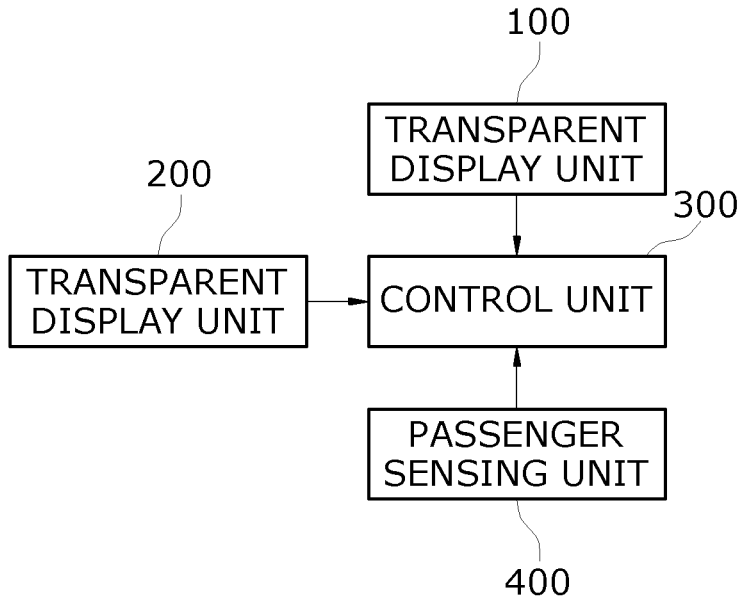 100
TRANSPARENT
DISPLAY UNIT
200
300
TRANSPARENT
DISPLAY UNIT
CONTROL UNIT
PASSENGER
SENSING UNIT
400